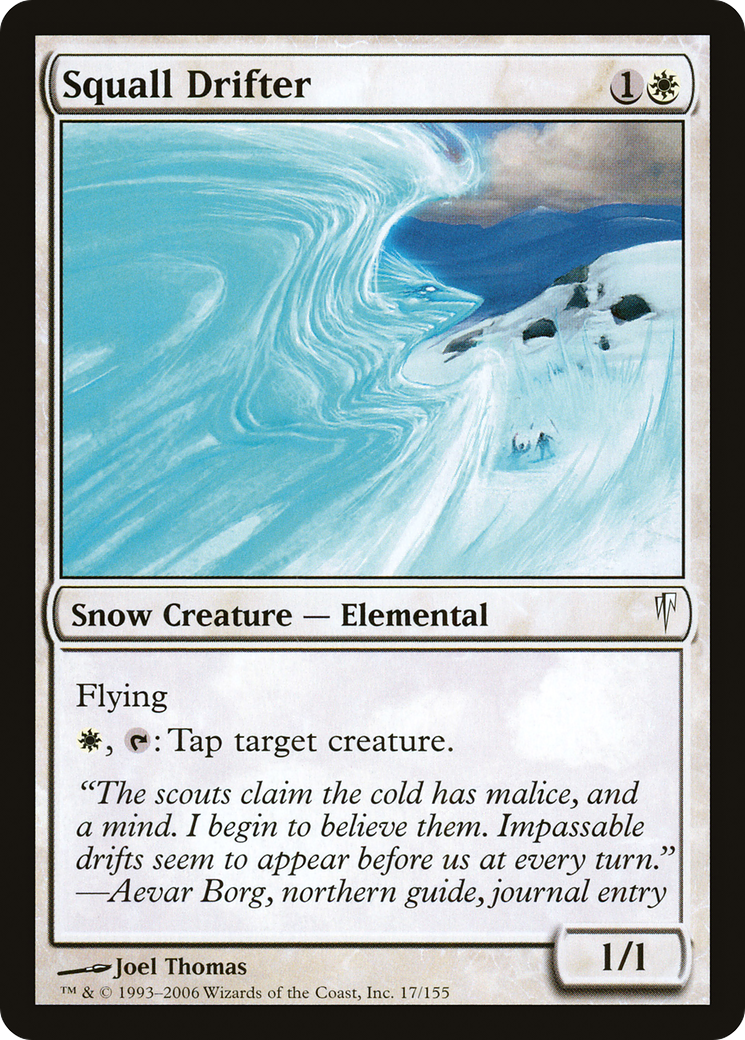 Squall Drifter 1
Snow Creature — Elemental
Flying
, : Tap target creature.
“The scouts claim the cold has malice, and
a mind. I begin to believe them. Impassable
drifts seem to appear before us at every turn.”
—Aevar Borg, northern guide, journal entry
1/1
Joel Thomas
™ & © 1993–2006 Wizards of the Coast, Inc. 17/155